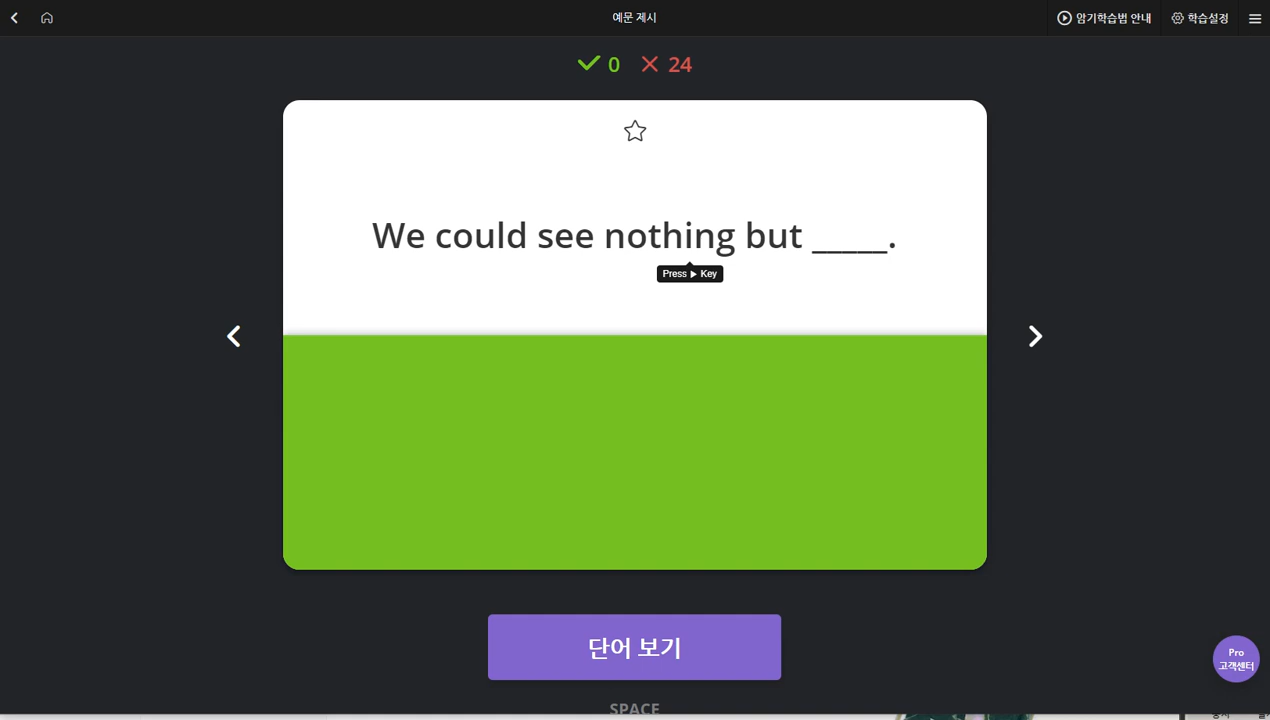 예문 제시
암기학습법 안내
학습설정
0
24
We could see nothing but _____.
Press ▶ Key
단어 보기
SPACE
Pro
고객센터